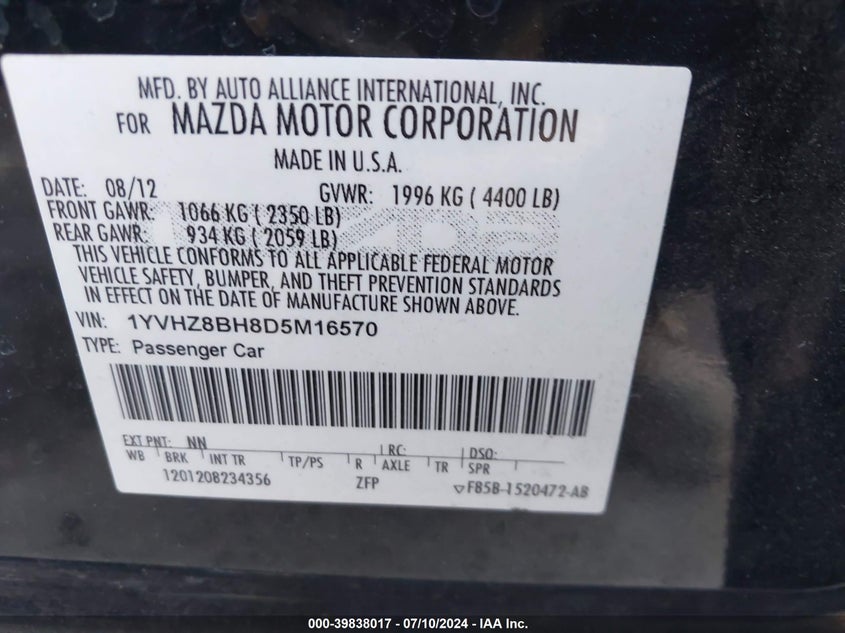 MFD. BY AUTO ALLIANCE INTERNATIONAL, INC.
FOR MAZDA MOTOR CORPORATION
MADE IN U.S.A.
DATE: 08/12 GVWR: 1996 KG ( 4400 LB)
FRONT GAWR: 1066 KG ( 2350 LB)
REAR GAWR: 934 KG ( 2059 LB)
THIS VEHICLE CONFORMS TO ALL APPLICABLE FEDERAL MOTOR
VEHICLE SAFETY, BUMPER, AND THEFT PREVENTION STANDARDS
IN EFFECT ON THE DATE OF MANUFACTURE SHOWN ABOVE.
VIN: 1YVHZ8BH8D5M16570
TYPE: Passenger Car
EXT PNT: NN RC: DSO:
WB BRK INT TR TP/PS R AXLE TR SPR
1201208234356 ZFP F85B-1520472-AB
000-39838017 - 07/10/2024 - IAA Inc.